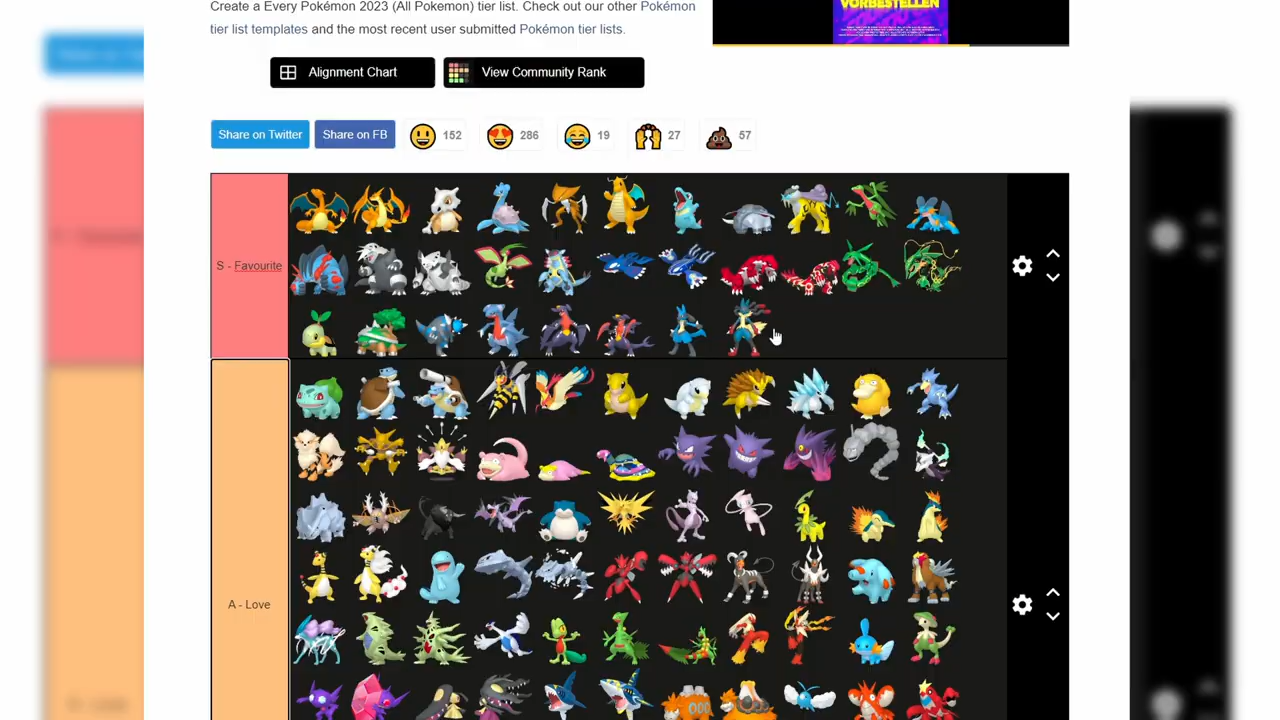 Create a Every Pokémon 2023 (All Pokemon) tier list. Check out our other Pokémon
tier list templates and the most recent user submitted Pokémon tier lists.
VORBESTELLEN
Alignment Chart
View Community Rank
Share on Twitter
Share on FB
152
286
19
27
57
S - Favourite
A - Love